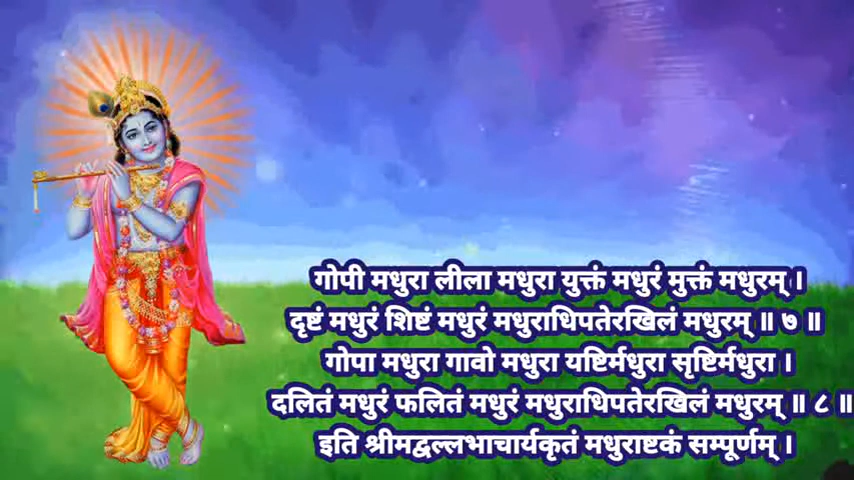 गोपी मधुरा लीला मधुरा युक्तं मधुरं मुक्तं मधुरम् ।
दृष्टं मधुरं शिष्टं मधुरं मधुराधिपतेरखिलं मधुरम् ॥ ७ ॥
गोपा मधुरा गावो मधुरा यष्टिर्मधुरा सृष्टिर्मधुरा ।
दलितं मधुरं फलितं मधुरं मधुराधिपतेरखिलं मधुरम् ॥ ८ ॥
इति श्रीमद्वल्लभाचार्यकृतं मधुराष्टकं सम्पूर्णम् ।